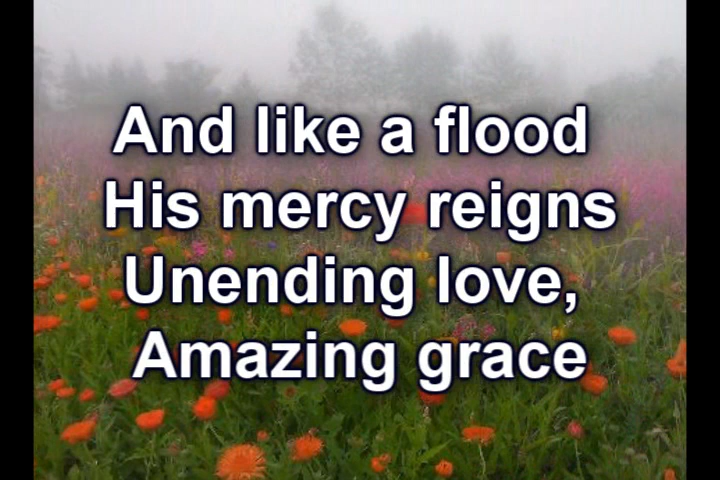 And like a flood
His mercy reigns
Unending love,
Amazing grace